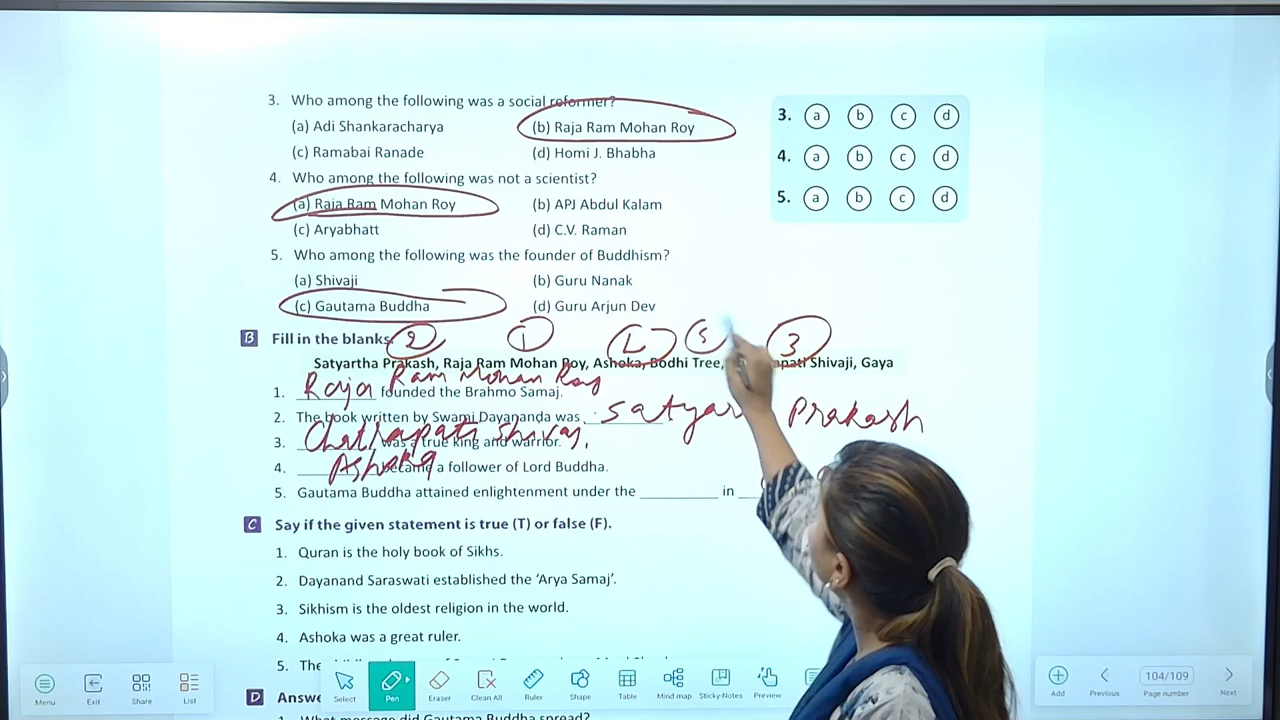 3. Who among the following was a social reformer?
(a) Adi Shankaracharya (b) Raja Ram Mohan Roy
(c) Ramabai Ranade (d) Homi J. Bhabha
4. Who among the following was not a scientist?
(a) Raja Ram Mohan Roy (b) APJ Abdul Kalam
(c) Aryabhatt (d) C.V. Raman
5. Who among the following was the founder of Buddhism?
(a) Shivaji (b) Guru Nanak
(c) Gautama Buddha (d) Guru Arjun Dev
3. a b c d
4. a b c d
5. a b c d
B Fill in the blanks
2 1 5 3
Satyartha Prakash, Raja Ram Mohan Roy, Ashoka, Bodhi Tree, Shivaji, Gaya
Raja Ram Mohan Roy
1. founded the Brahmo Samaj.
2. The book written by Swami Dayananda was Satyar Prakash
3. Chatrapati Shivaji was a true king and warrior.
4. Ashoka became a follower of Lord Buddha.
5. Gautama Buddha attained enlightenment under the in
C Say if the given statement is true (T) or false (F).
1. Quran is the holy book of Sikhs.
2. Dayanand Saraswati established the ‘Arya Samaj’.
3. Sikhism is the oldest religion in the world.
4. Ashoka was a great ruler.
5. The
D Answe
1. What message did Gautama Buddha spread?
Menu Exit Share List
Select Pen Eraser Clean All Ruler Shape Table Mind map Sticky Notes Preview
Add Previous 104/109 Page number Next